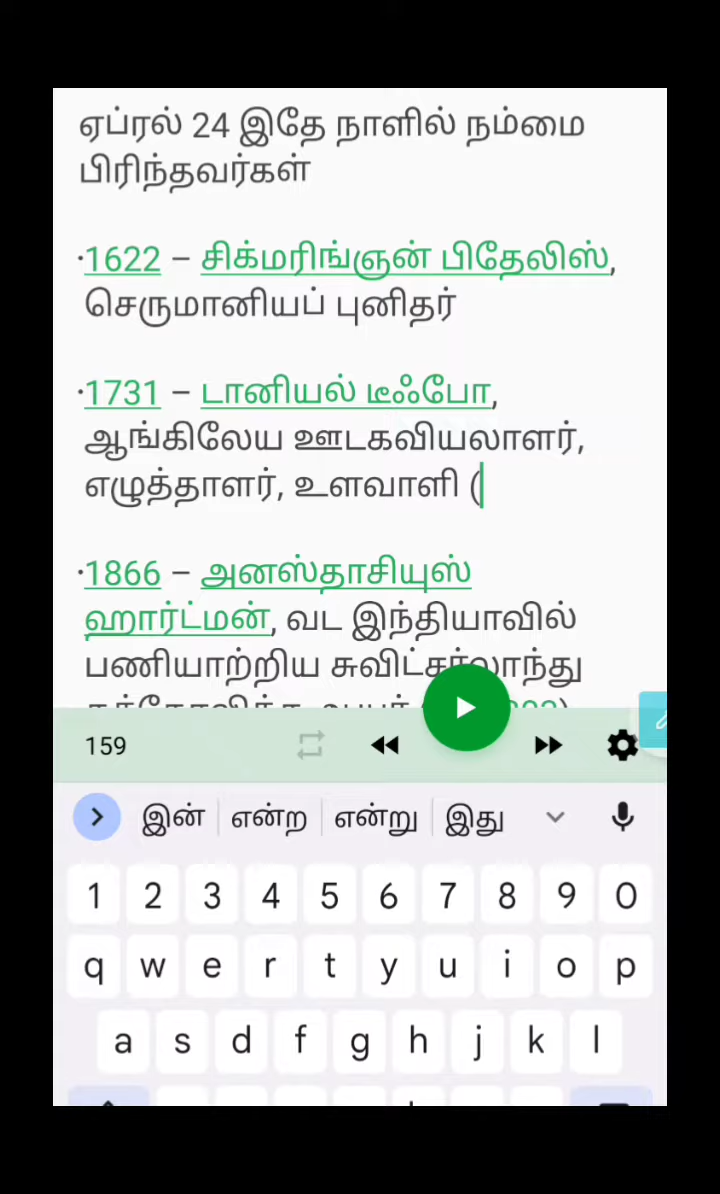 ஏப்ரல் 24 இதே நாளில் நம்மை
பிரிந்தவர்கள்
·1622 – சிக்மரிங்ஞன் பிதேலிஸ்,
செருமானியப் புனிதர்
·1731 – டானியல் டீஃபோ,
ஆங்கிலேய ஊடகவியலாளர்,
எழுத்தாளர், உளவாளி (
·1866 – அனஸ்தாசியுஸ்
ஹார்ட்மன், வட இந்தியாவில்
பணியாற்றிய சுவிட்சர்லாந்து
159
இன் என்ற என்று இது
1 2 3 4 5 6 7 8 9 0
q w e r t y u i o p
a s d f g h j k l